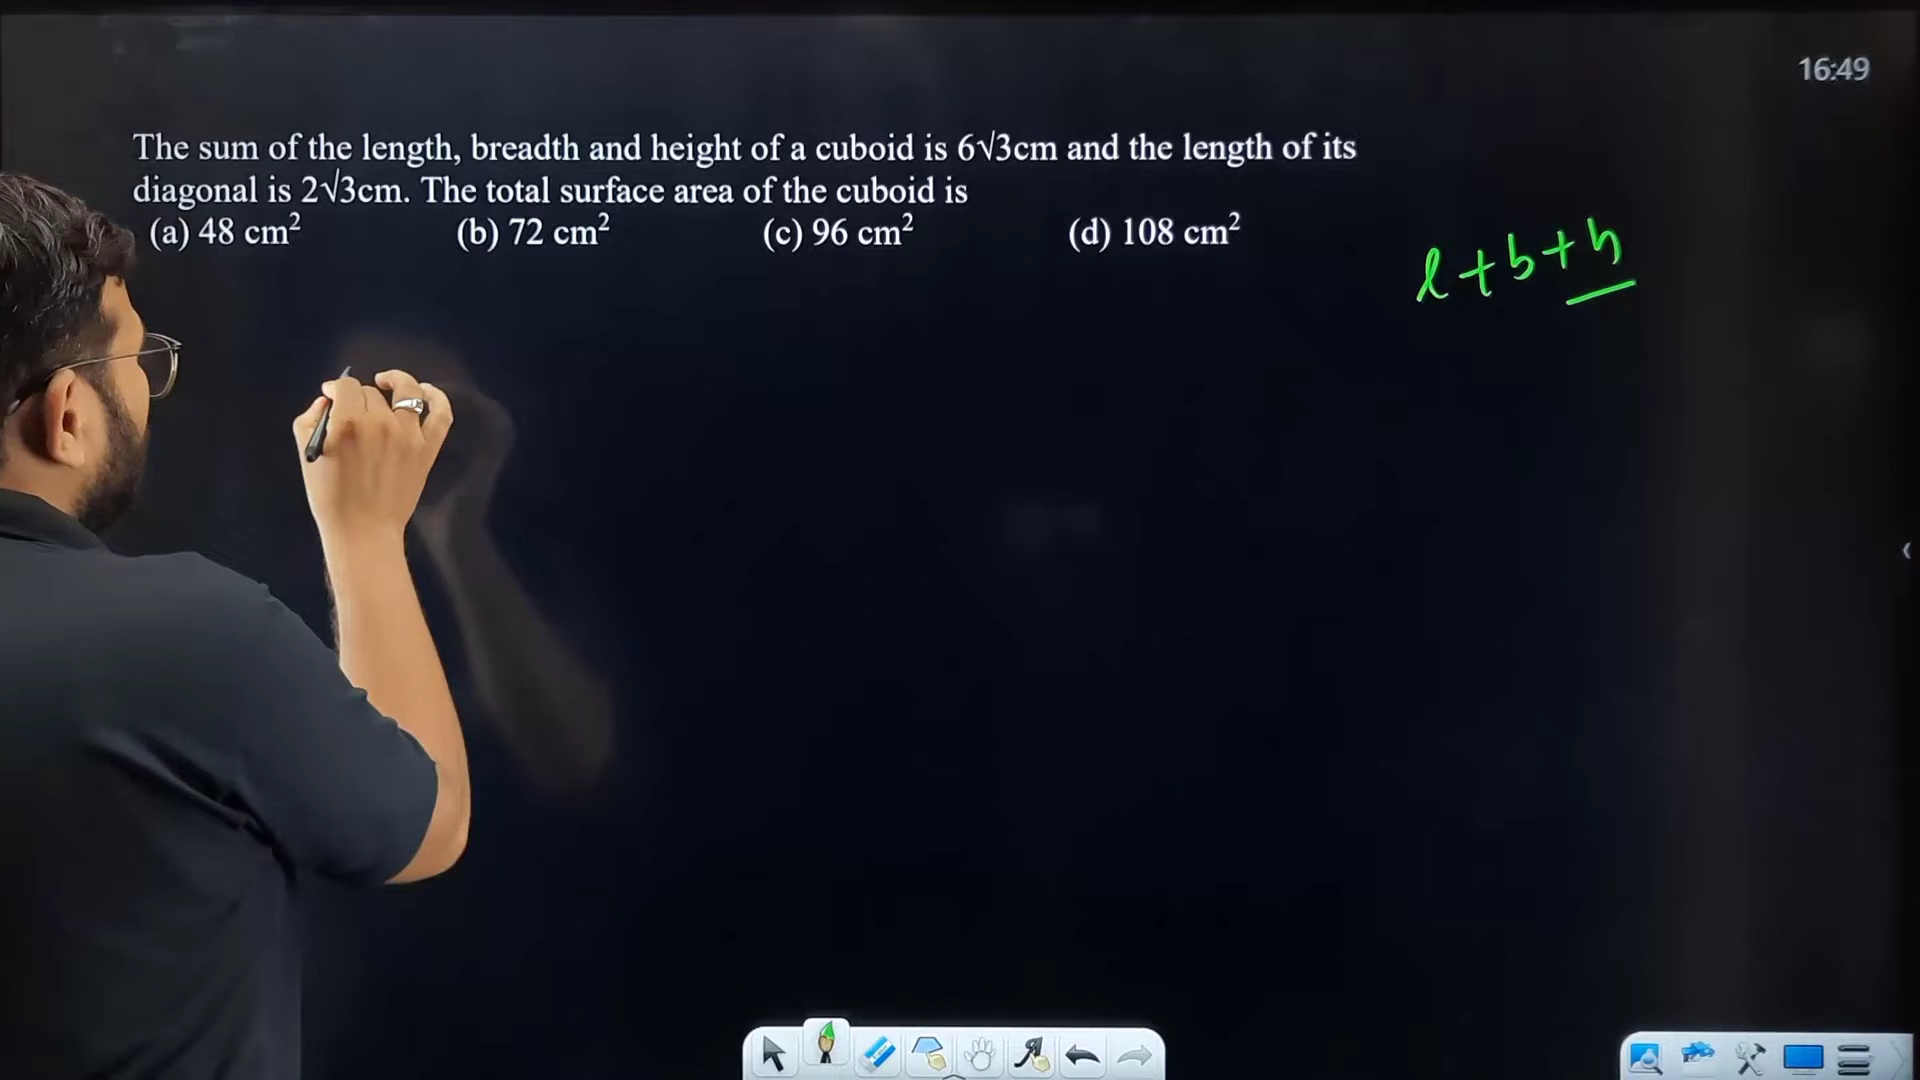 16:49
The sum of the length, breadth and height of a cuboid is 6√3cm and the length of its
diagonal is 2√3cm. The total surface area of the cuboid is
(a) 48 cm² (b) 72 cm² (c) 96 cm² (d) 108 cm²
l+b+h